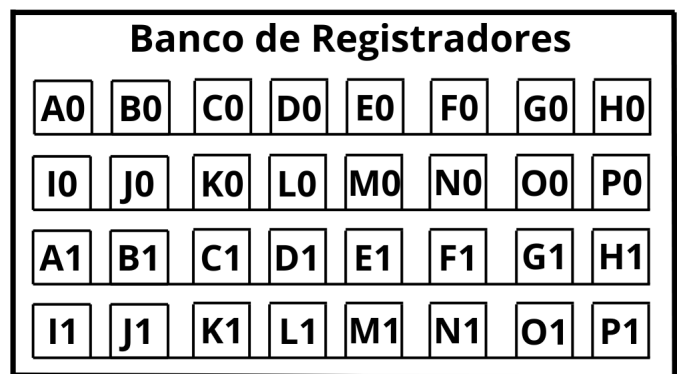 Banco de Registradores
A0 B0 C0 D0 E0 F0 G0 H0
I0 J0 K0 L0 M0 N0 O0 P0
A1 B1 C1 D1 E1 F1 G1 H1
I1 J1 K1 L1 M1 N1 O1 P1